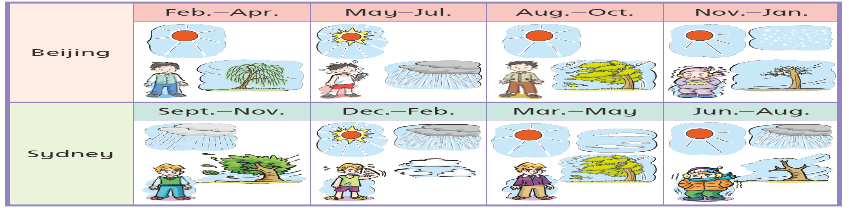 Feb.—Apr. May—Jul. Aug.—Oct. Nov.—Jan.
Beijing
Sept.—Nov. Dec.—Feb. Mar.—May Jun.—Aug.
Sydney